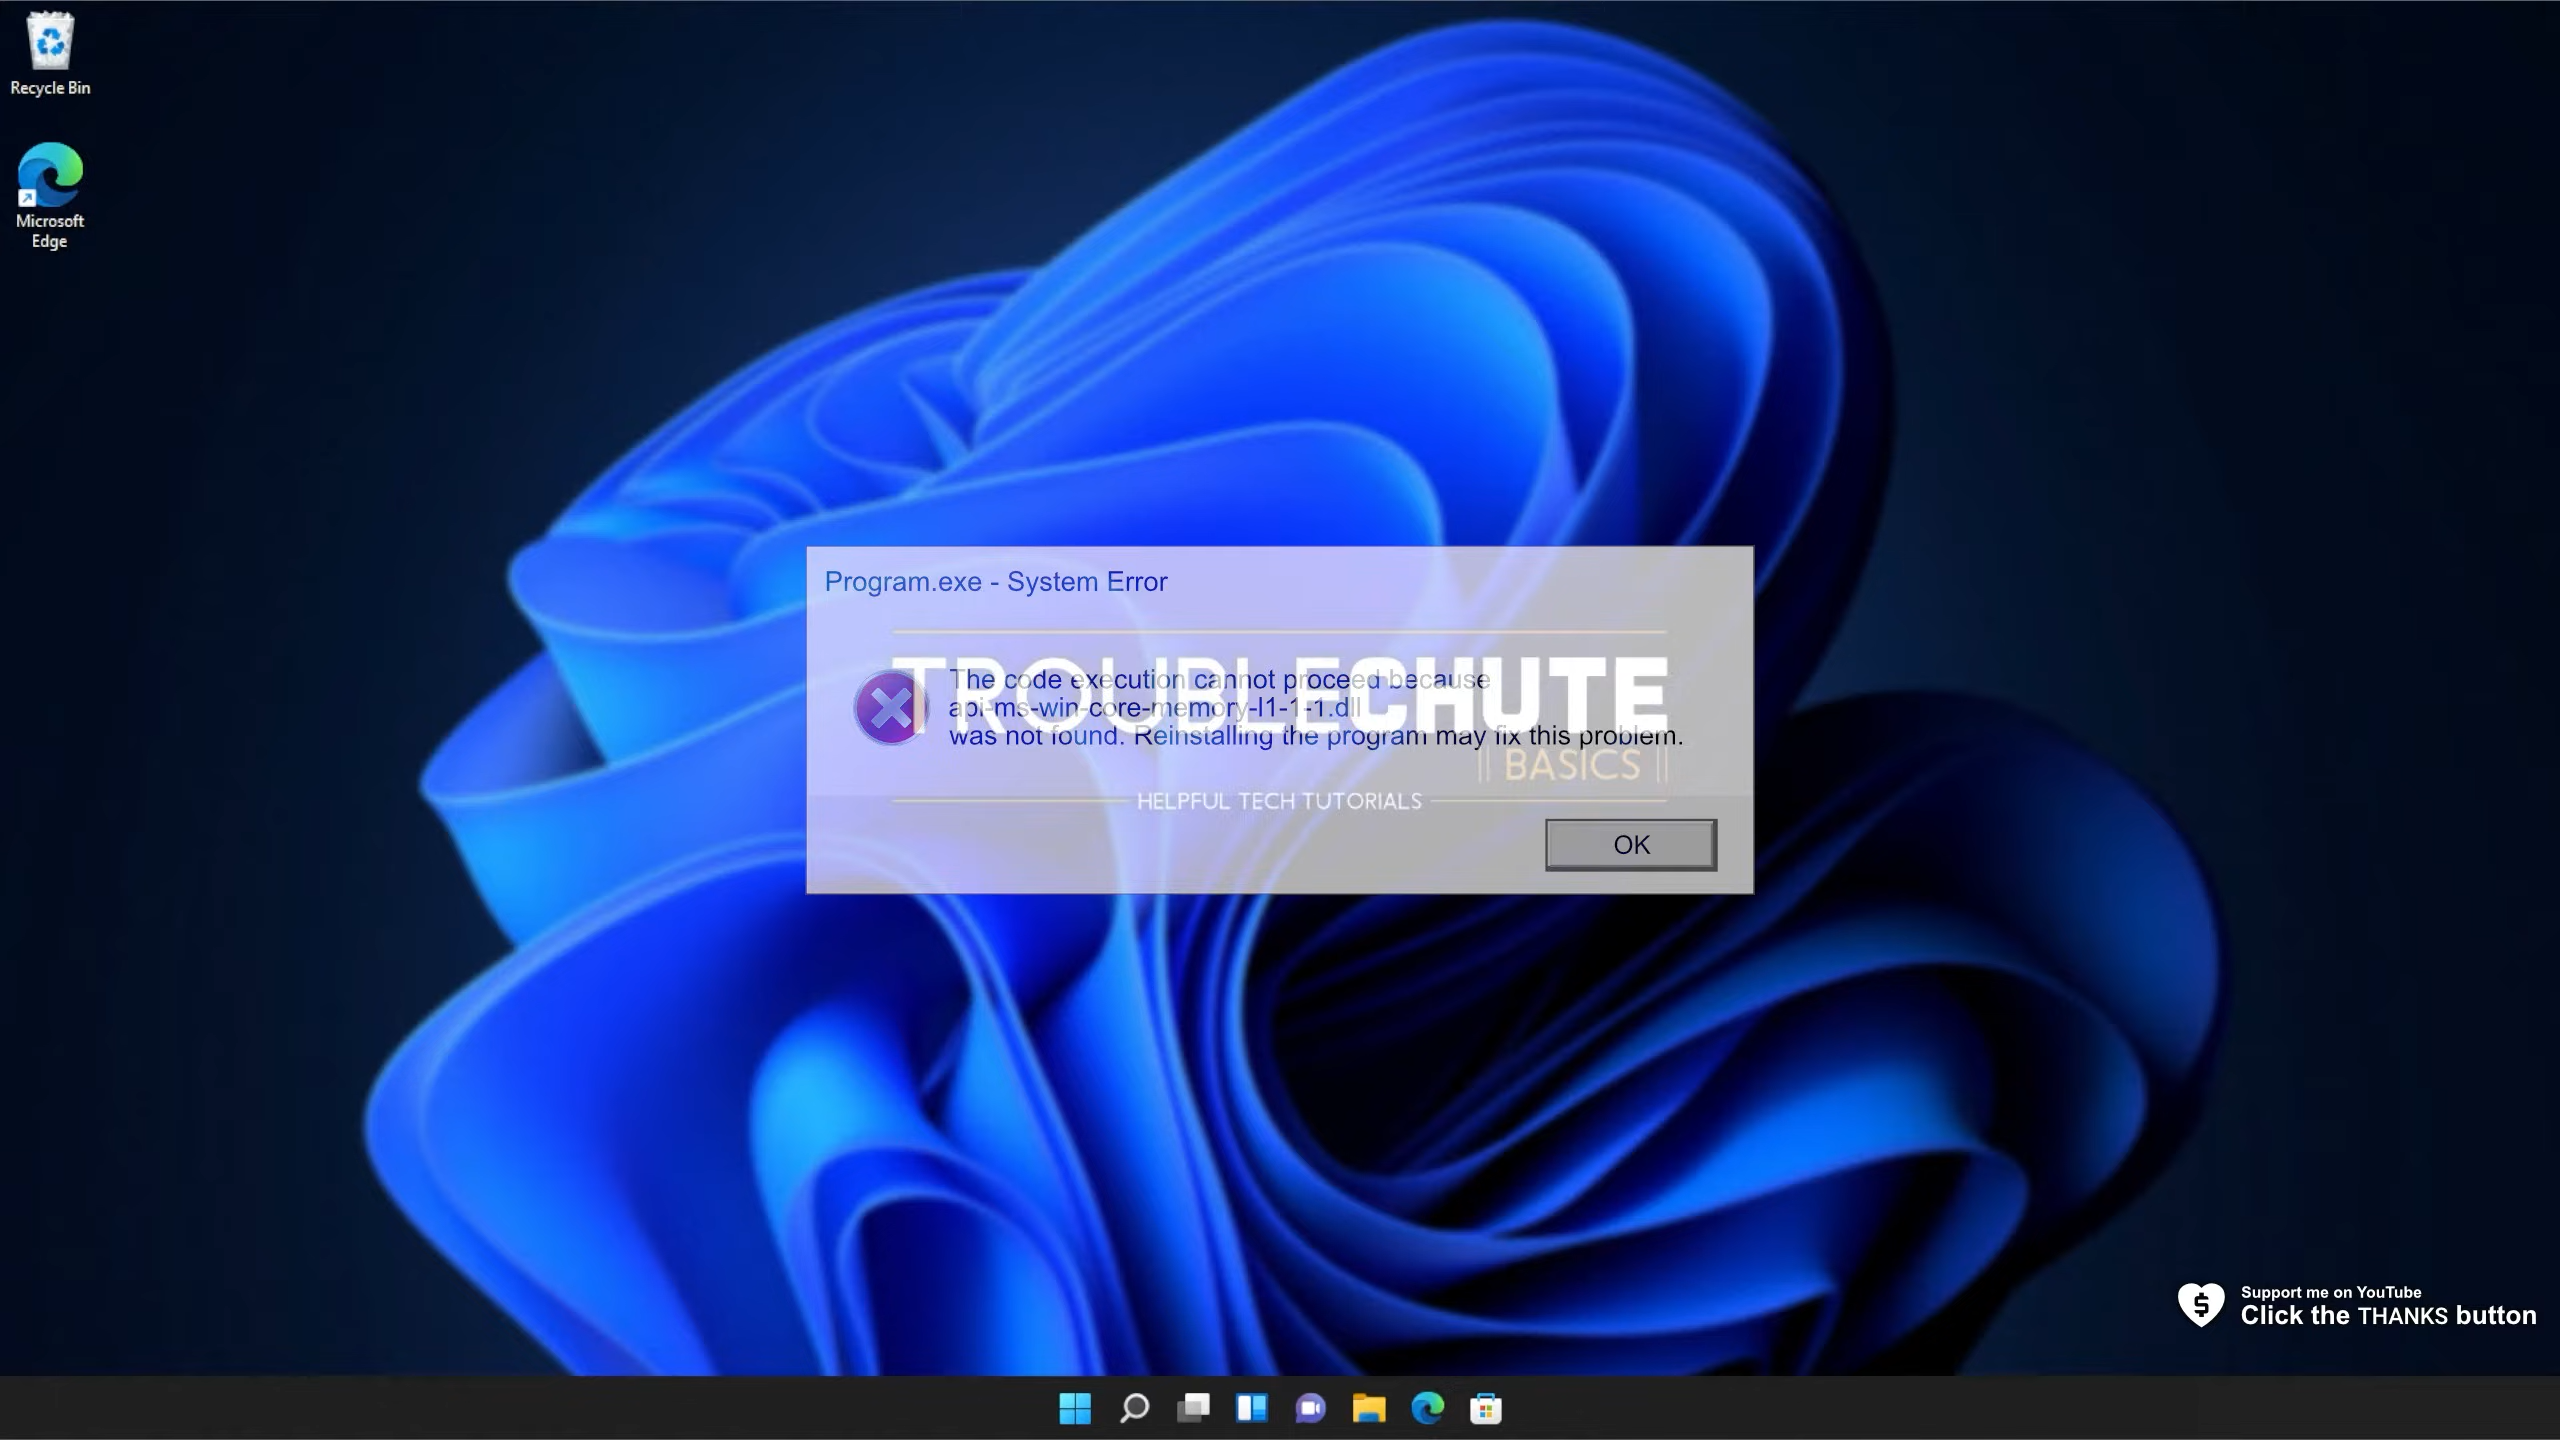 Recycle Bin
Microsoft
Edge
Program.exe - System Error
TROUBLECHUTE
The code execution cannot proceed because
api-ms-win-core-memory-l1-1-1.dll
was not found. Reinstalling the program may fix this problem.
BASICS
HELPFUL TECH TUTORIALS
OK
Support me on YouTube
Click the THANKS button